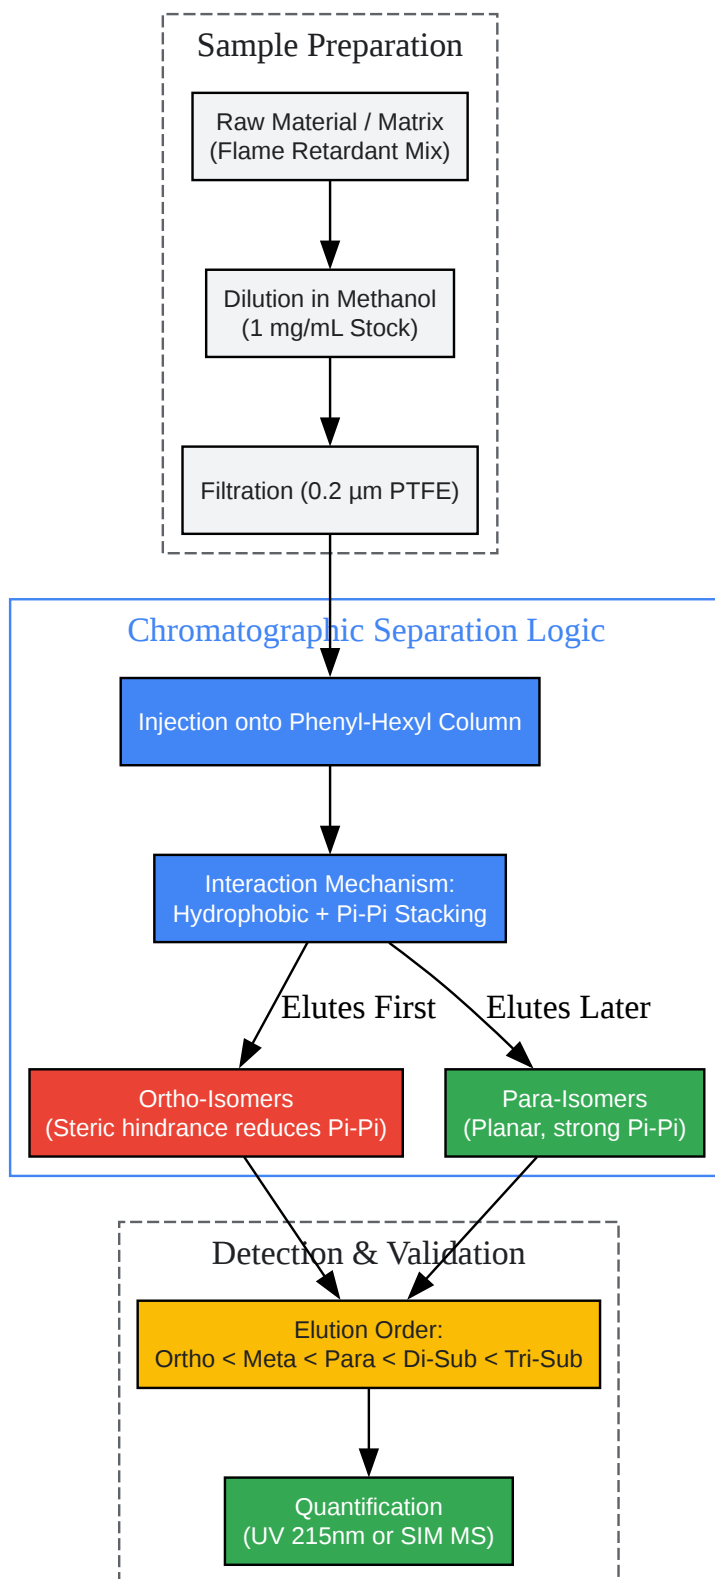 Sample Preparation
Raw Material / Matrix
(Flame Retardant Mix)
Dilution in Methanol
(1 mg/mL Stock)
Filtration (0.2 µm PTFE)
Chromatographic Separation Logic
Injection onto Phenyl-Hexyl Column
Interaction Mechanism:
Hydrophobic + Pi-Pi Stacking
Elutes First
Elutes Later
Ortho-Isomers
(Steric hindrance reduces Pi-Pi)
Para-Isomers
(Planar, strong Pi-Pi)
Detection & Validation
Elution Order:
Ortho < Meta < Para < Di-Sub < Tri-Sub
Quantification
(UV 215nm or SIM MS)